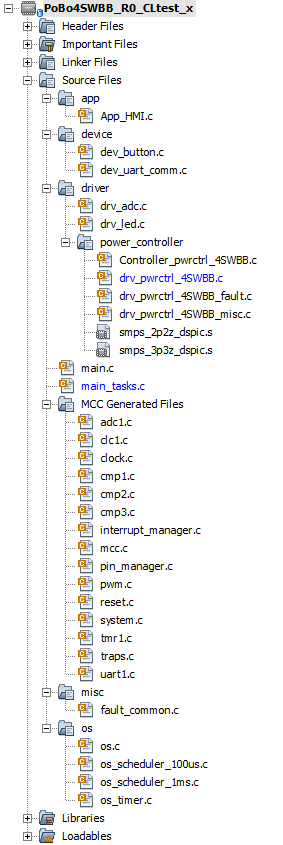 PoBo4SWBB_R0_CLtest_x
Header Files
Important Files
Linker Files
Source Files
app
App_HMI.c
device
dev_button.c
dev_uart_comm.c
driver
drv_adc.c
drv_led.c
power_controller
Controller_pwrctrl_4SWBB.c
drv_pwrctrl_4SWBB.c
drv_pwrctrl_4SWBB_fault.c
drv_pwrctrl_4SWBB_misc.c
smps_2p2z_dspic.s
smps_3p3z_dspic.s
main.c
main_tasks.c
MCC Generated Files
adc1.c
clc1.c
clock.c
cmp1.c
cmp2.c
cmp3.c
interrupt_manager.c
mcc.c
pin_manager.c
pwm.c
reset.c
system.c
tmr1.c
traps.c
uart1.c
misc
fault_common.c
os
os.c
os_scheduler_100us.c
os_scheduler_1ms.c
os_timer.c
Libraries
Loadables